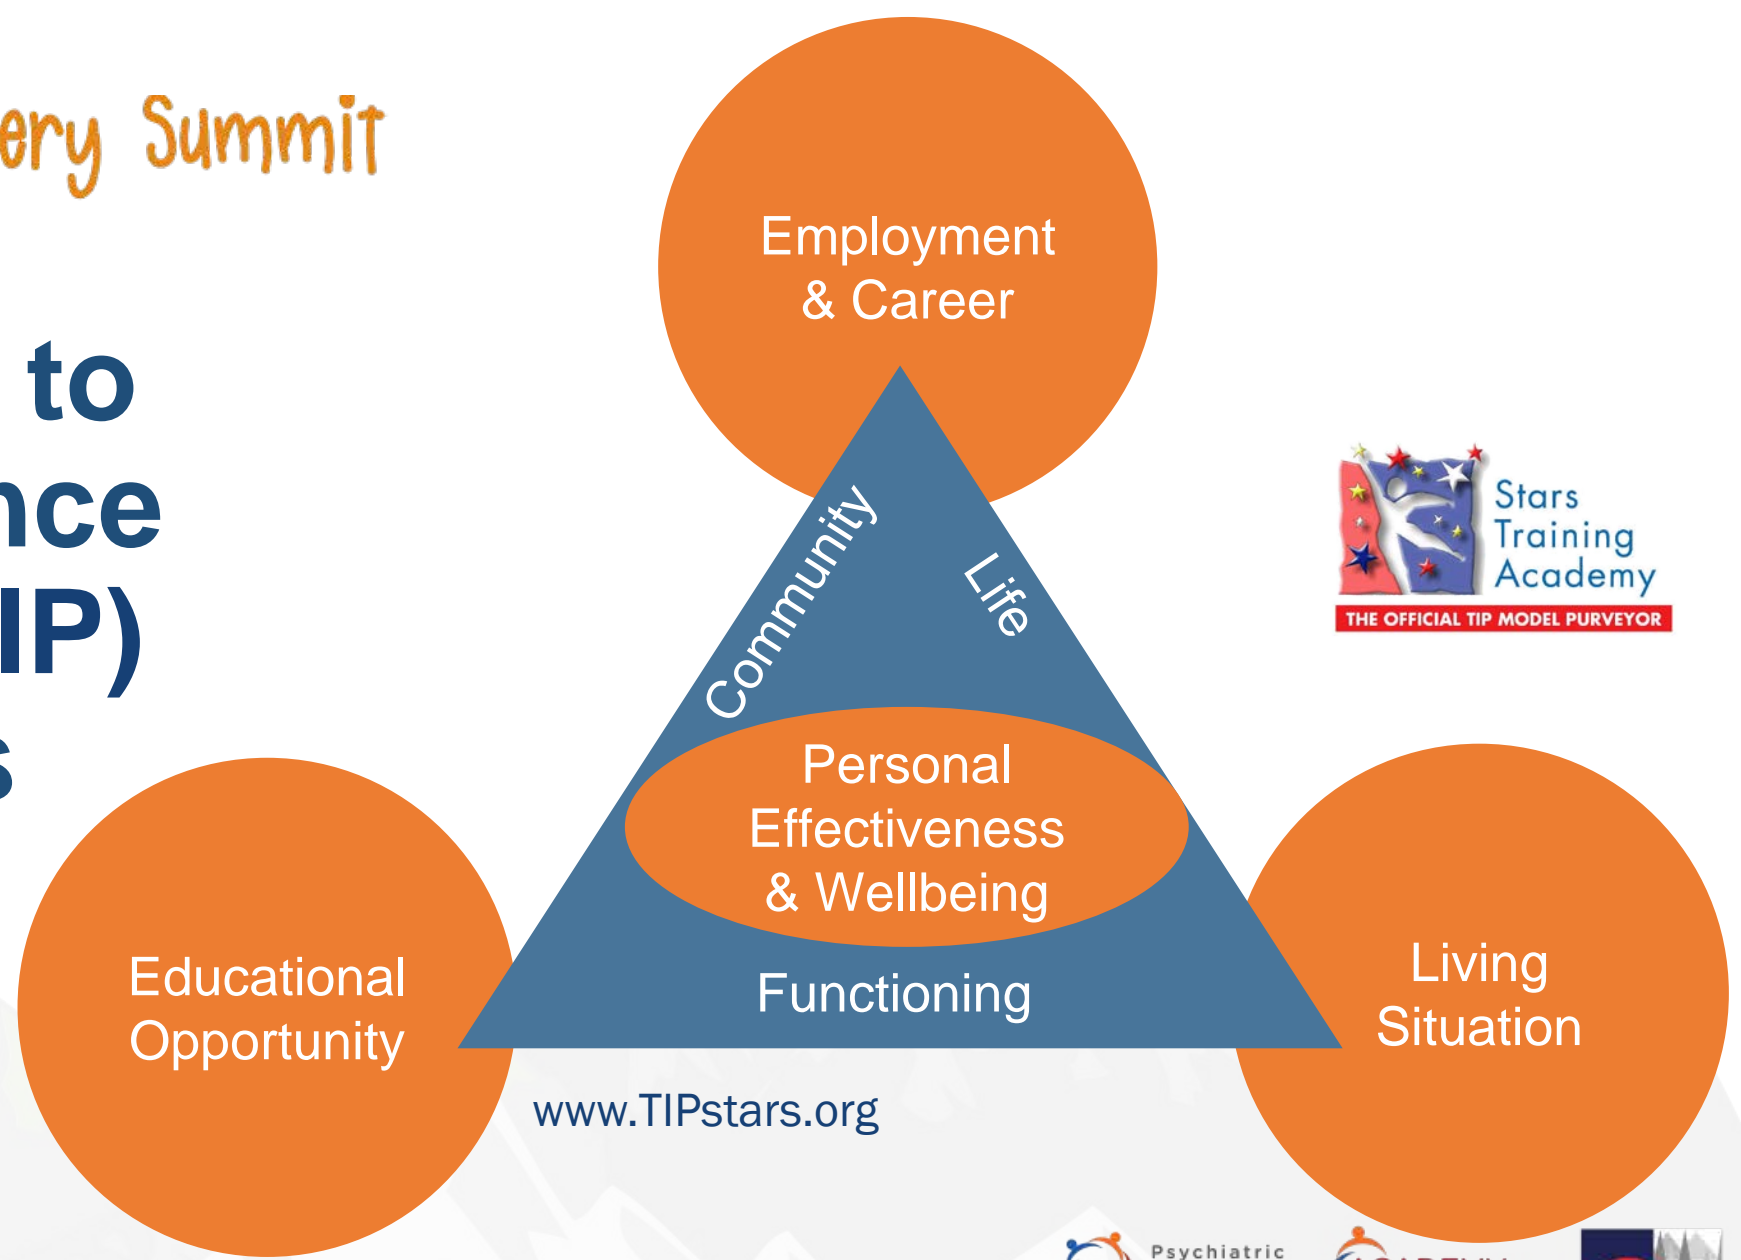 ery Summit
to
nce
IP)
s
Employment
& Career
Community
Life
Personal
Effectiveness
& Wellbeing
Functioning
Educational
Opportunity
Living
Situation
Stars
Training
Academy
THE OFFICIAL TIP MODEL PURVEYOR
www.TIPstars.org
Psychiatric
ACADEMY